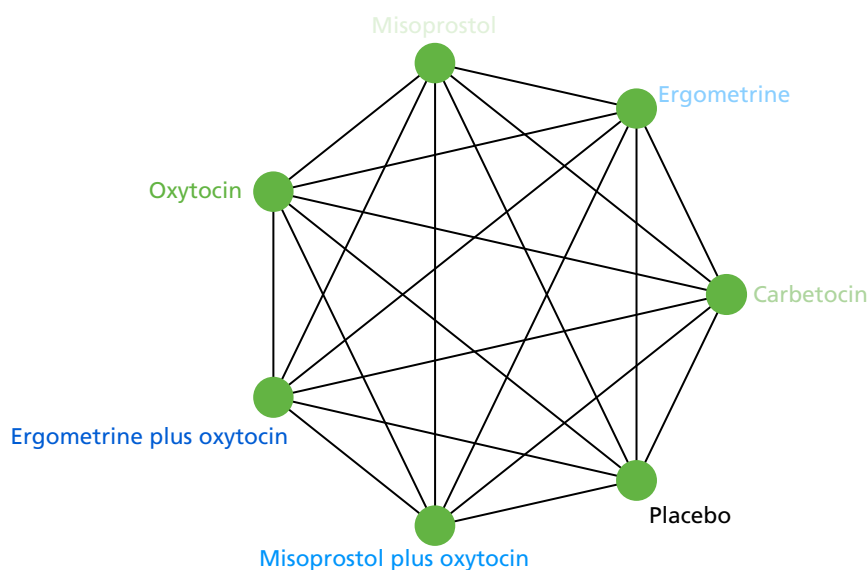 Misoprostol
Ergometrine
Oxytocin
Carbetocin
Ergometrine plus oxytocin
Placebo
Misoprostol plus oxytocin